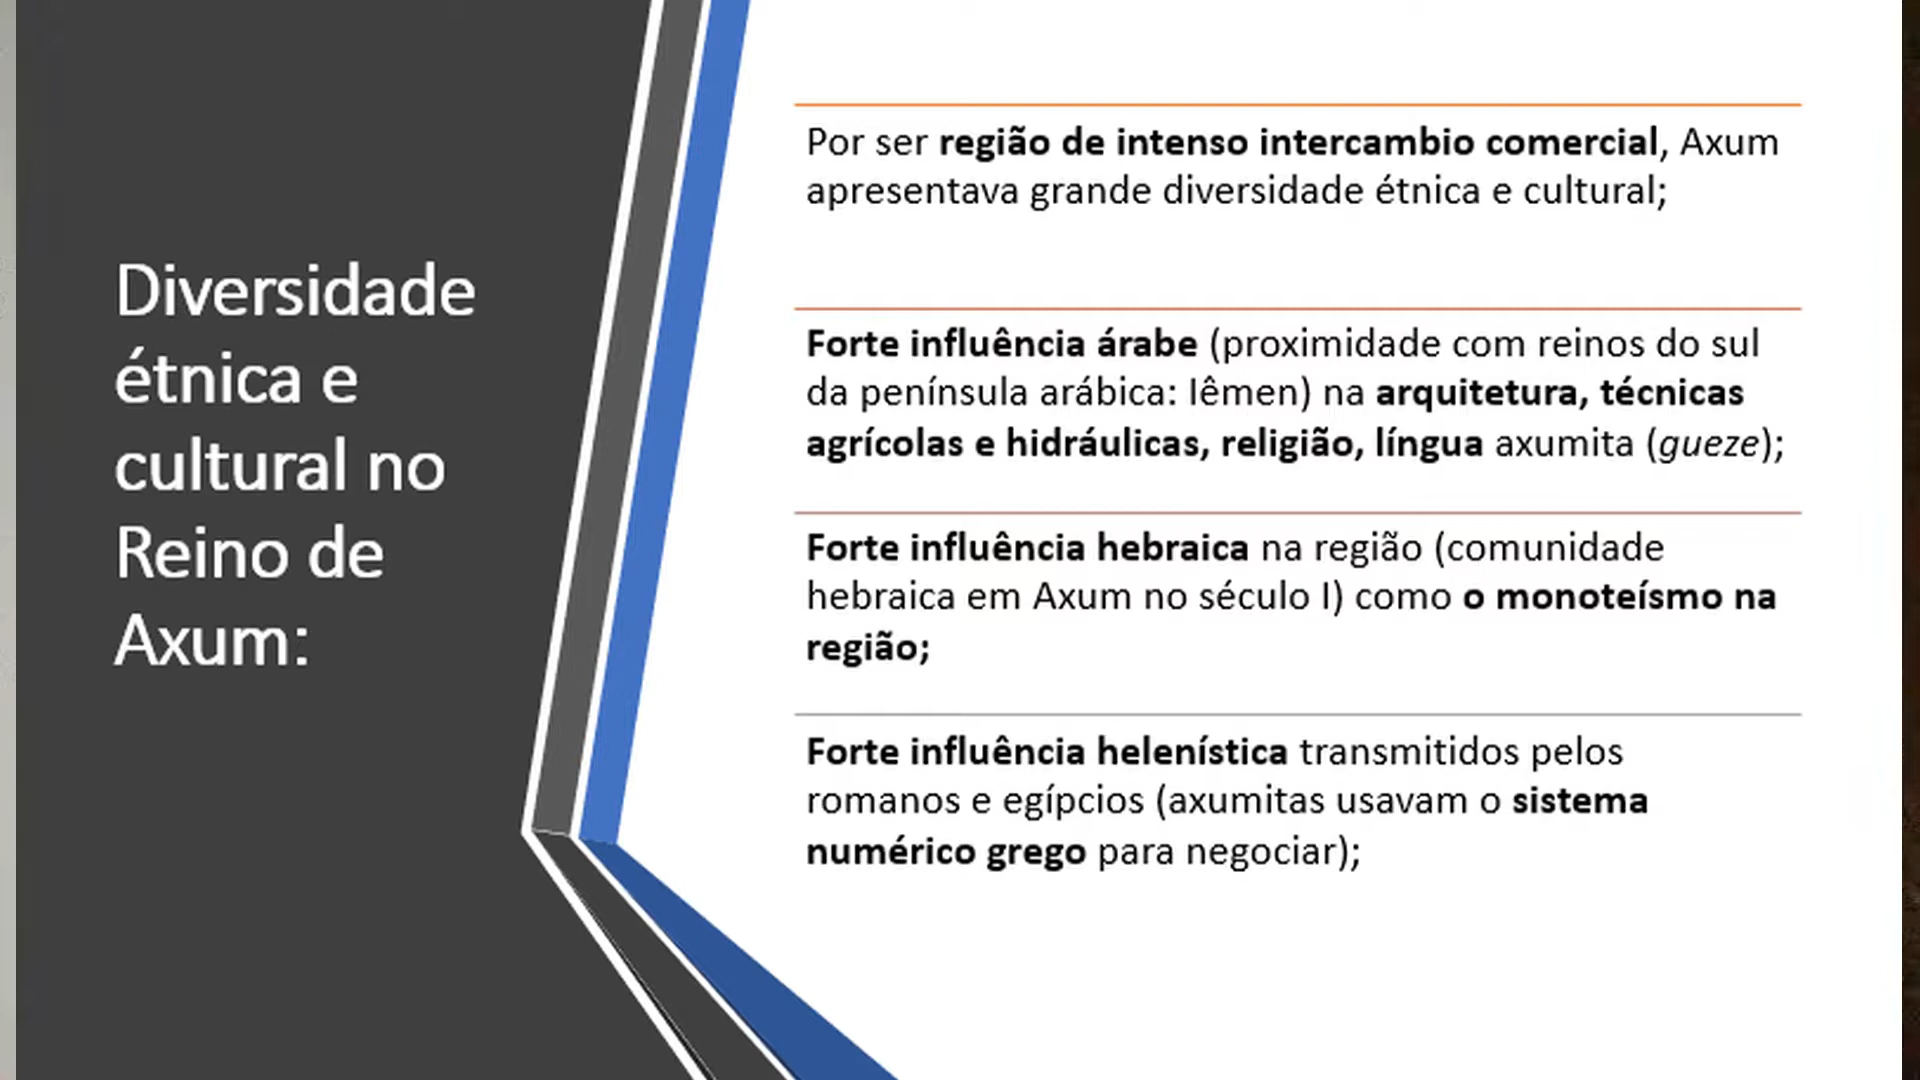 Diversidade
étnica e
cultural no
Reino de
Axum:
Por ser região de intenso intercambio comercial, Axum
apresentava grande diversidade étnica e cultural;
Forte influência árabe (proximidade com reinos do sul
da península arábica: Iêmen) na arquitetura, técnicas
agrícolas e hidráulicas, religião, língua axumita (gueze);
Forte influência hebraica na região (comunidade
hebraica em Axum no século I) como o monoteísmo na
região;
Forte influência helenística transmitidos pelos
romanos e egípcios (axumitas usavam o sistema
numérico grego para negociar);